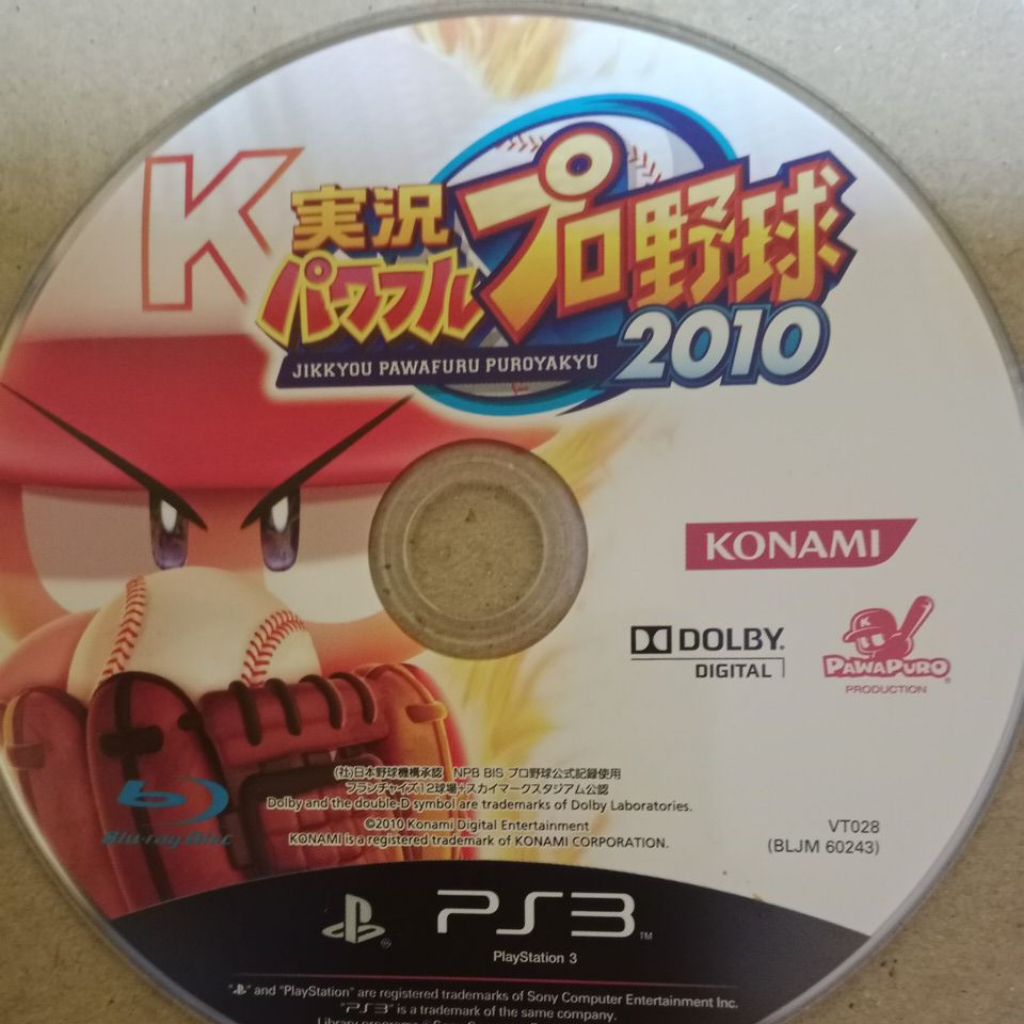 K
実況
パワフル
プロ野球
2010
JIKKYOU PAWAFURU PUROYAKYU
KONAMI
DOLBY.
DIGITAL
K
PAWAPURO®
PRODUCTION
(社)日本野球機構承認 NPB BIS プロ野球公式記録使用
フランチャイズ12球場+スカイマークスタジアム公認
Dolby and the double-D symbol are trademarks of Dolby Laboratories.
©2010 Konami Digital Entertainment
KONAMI is a registered trademark of KONAMI CORPORATION.
Blu-ray Disc
VT028
(BLJM 60243)
PS3™
PlayStation 3
" " and "PlayStation" are registered trademarks of Sony Computer Entertainment Inc.
"PS3" is a trademark of the same company.